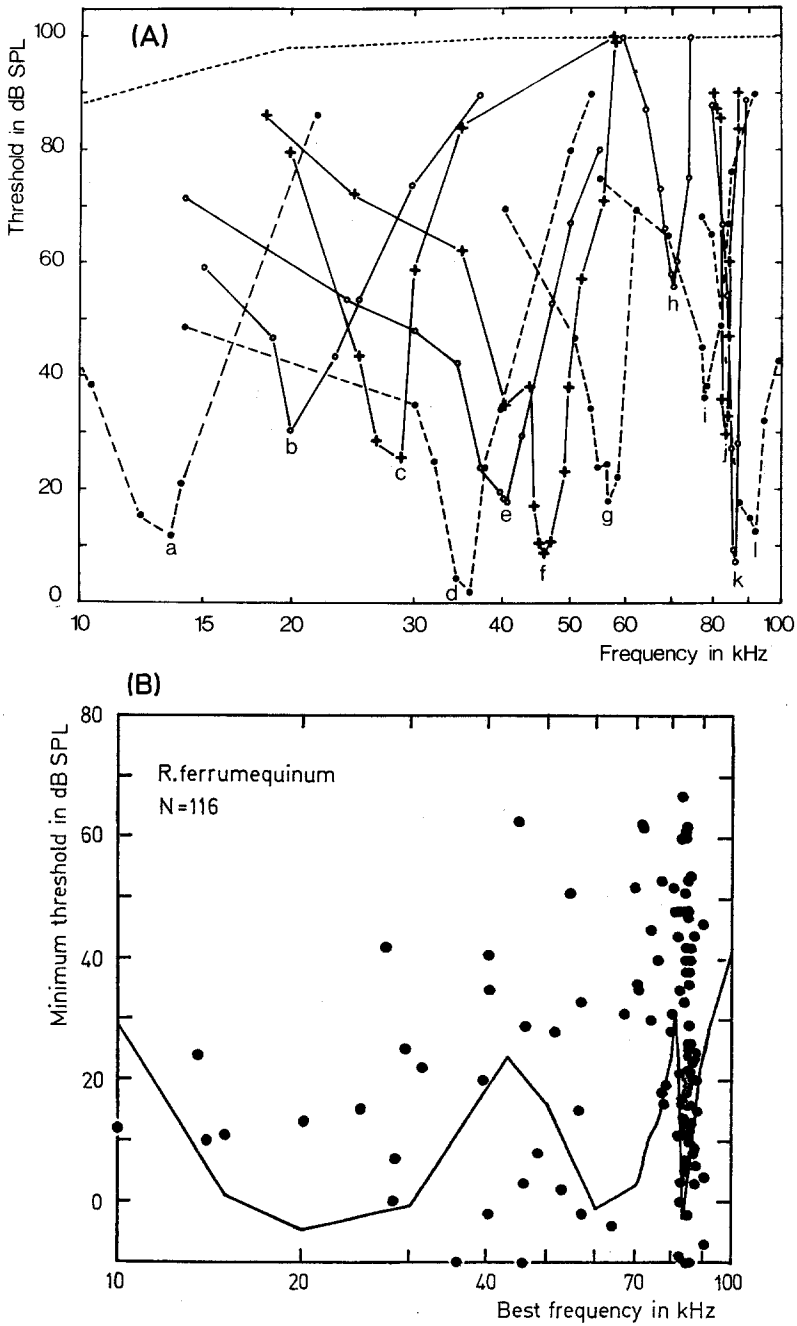 (A)
Threshold in dB SPL
100
80
60
40
20
0
a
b
c
d
e
f
g
h
i
j
k
l
10
15
20
30
40
50
60
80
100
Frequency in kHz
(B)
Minimum threshold in dB SPL
80
60
40
20
0
R.ferrumequinum
N=116
10
20
40
70
100
Best frequency in kHz